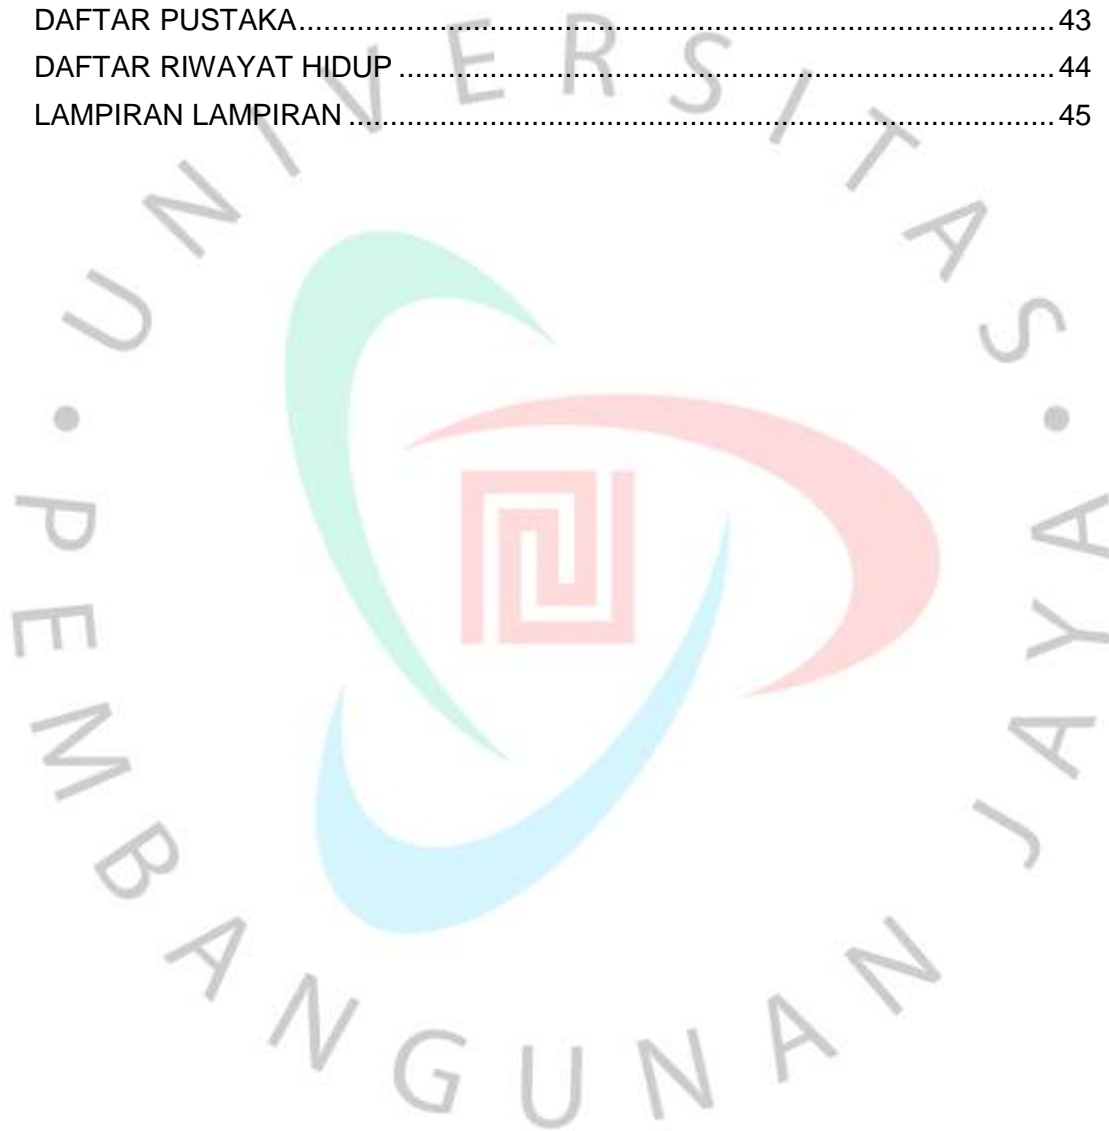 DAFTAR PUSTAKA............................................................................................ 43
DAFTAR RIWAYAT HIDUP ................................................................................ 44
LAMPIRAN LAMPIRAN ...................................................................................... 45
UNIVERSITAS
• PEMBANGUNAN JAYA •